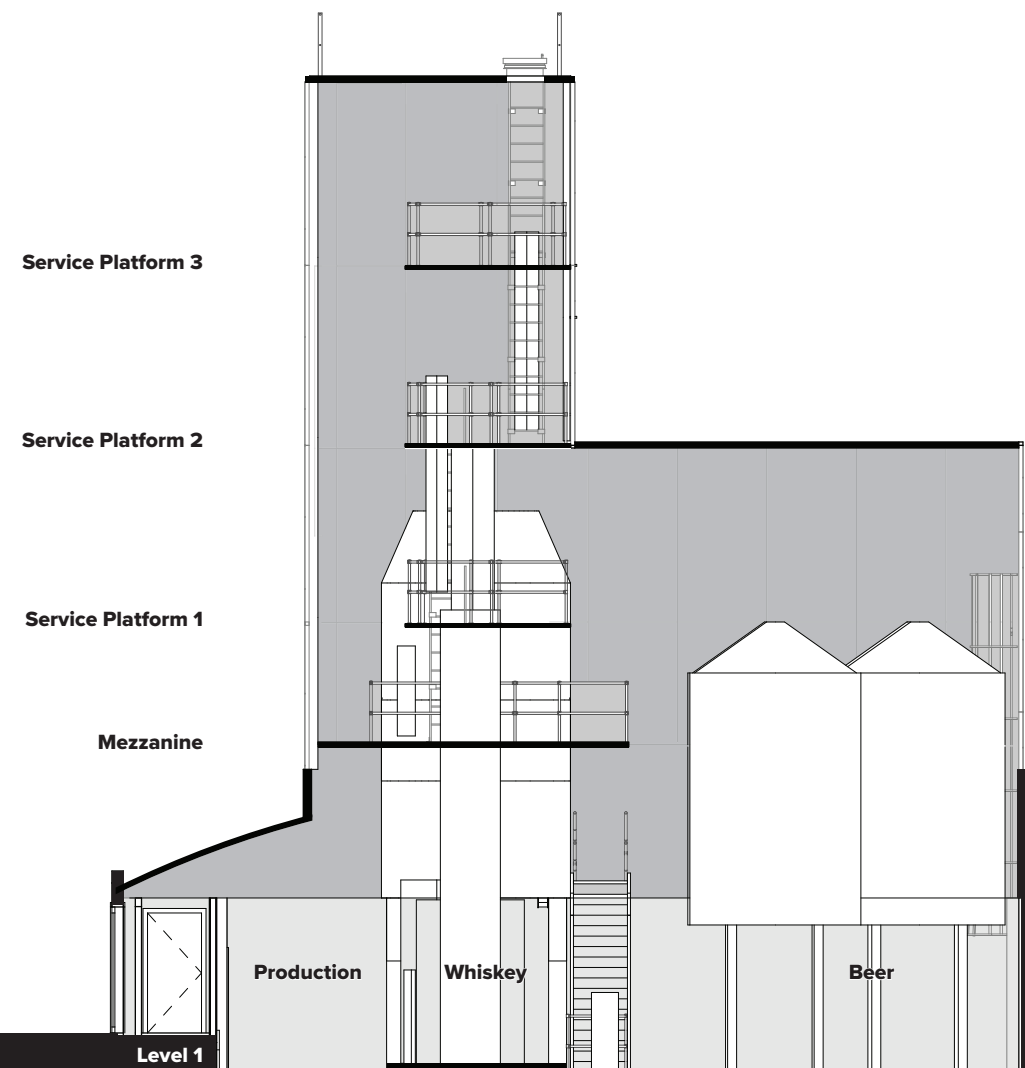 Service Platform 3
Service Platform 2
Service Platform 1
Mezzanine
Production
Whiskey
Beer
Level 1